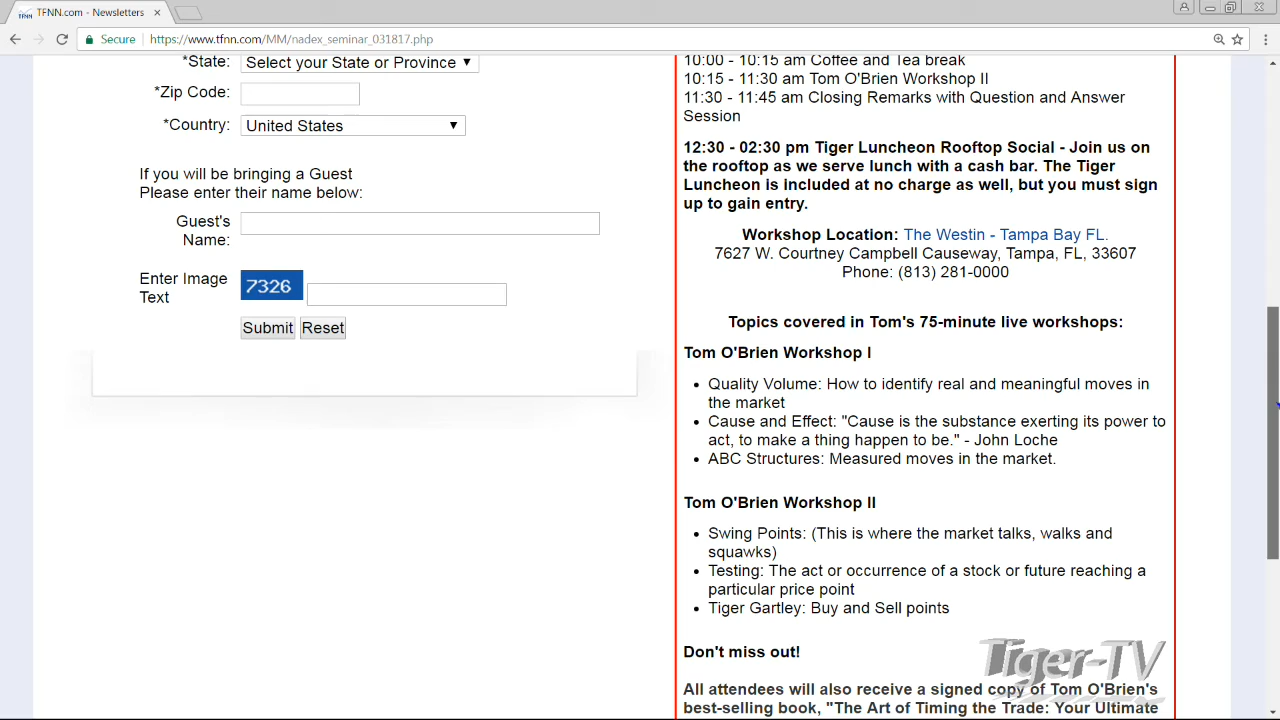 TFNN.com - Newsletters
Secure
https://www.tfnn.com/MM/nadex_seminar_031817.php
*State:
Select your State or Province
*Zip Code:
*Country:
United States
If you will be bringing a Guest
Please enter their name below:
Guest's
Name:
Enter Image
Text
7326
Submit
Reset
10:00 - 10:15 am Coffee and Tea break
10:15 - 11:30 am Tom O'Brien Workshop II
11:30 - 11:45 am Closing Remarks with Question and Answer
Session
12:30 - 02:30 pm Tiger Luncheon Rooftop Social - Join us on
the rooftop as we serve lunch with a cash bar. The Tiger
Luncheon is included at no charge as well, but you must sign
up to gain entry.
Workshop Location: The Westin - Tampa Bay FL.
7627 W. Courtney Campbell Causeway, Tampa, FL, 33607
Phone: (813) 281-0000
Topics covered in Tom's 75-minute live workshops:
Tom O'Brien Workshop I
• Quality Volume: How to identify real and meaningful moves in
the market
• Cause and Effect: "Cause is the substance exerting its power to
act, to make a thing happen to be." - John Loche
• ABC Structures: Measured moves in the market.
Tom O'Brien Workshop II
• Swing Points: (This is where the market talks, walks and
squawks)
• Testing: The act or occurrence of a stock or future reaching a
particular price point
• Tiger Gartley: Buy and Sell points
Don't miss out!
All attendees will also receive a signed copy of Tom O'Brien's
best-selling book, "The Art of Timing the Trade: Your Ultimate
Tiger-TV